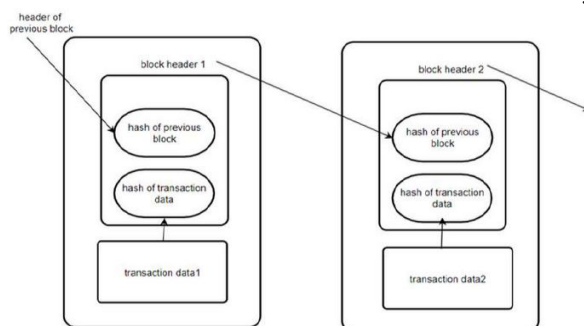 header of
previous block
block header 1
hash of previous
block
hash of transaction
data
transaction data1
block header 2
hash of previous
block
hash of transaction
data
transaction data2